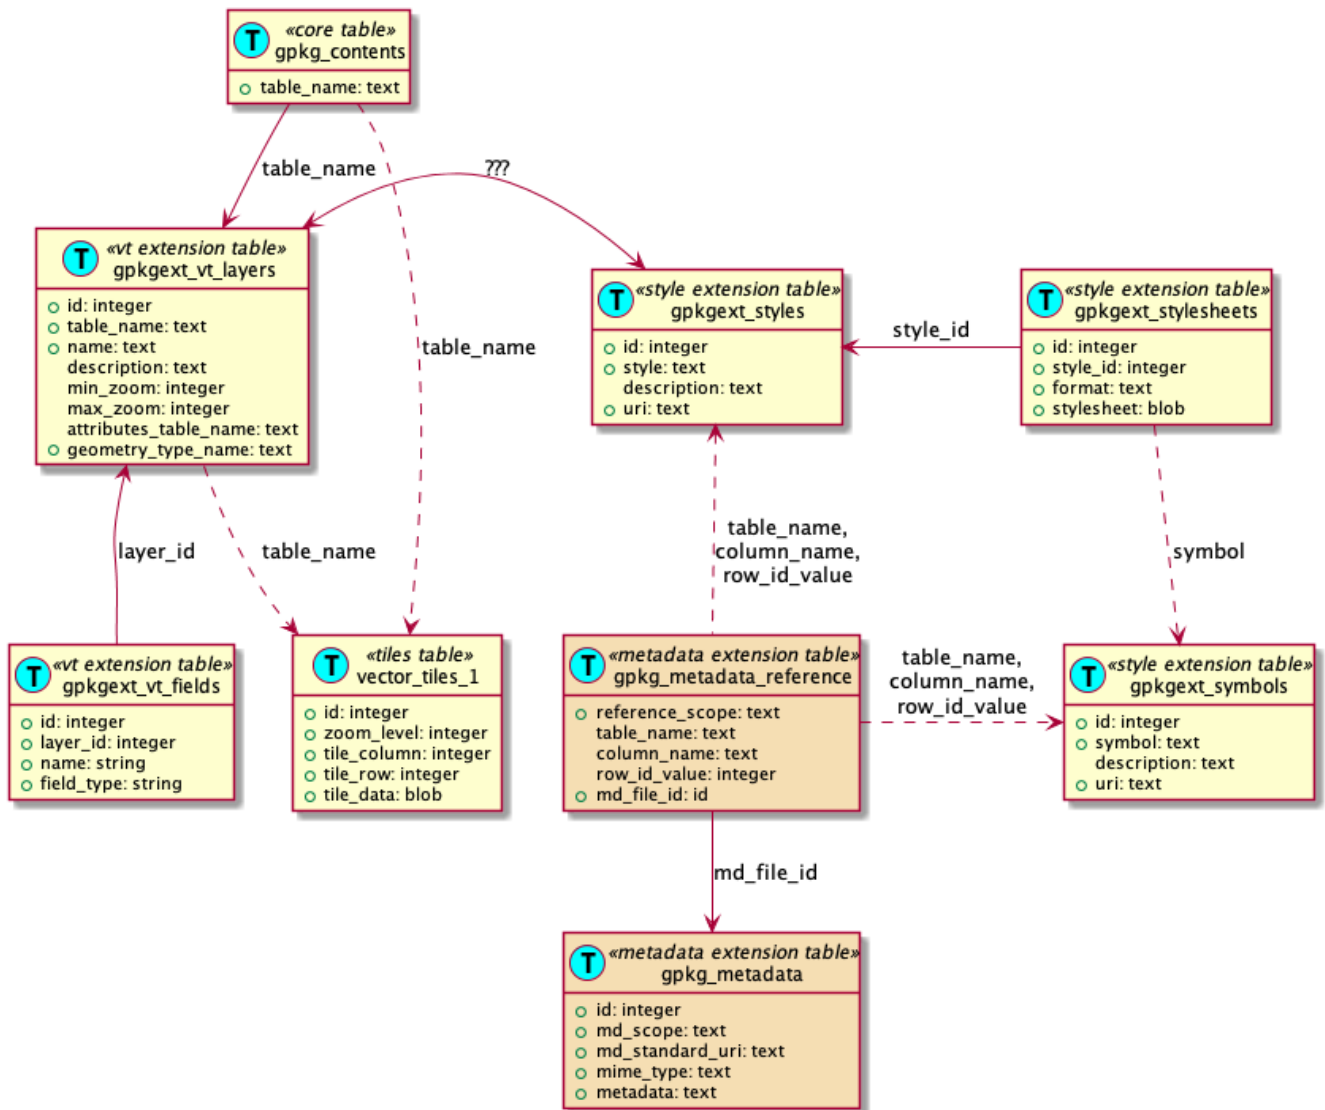 T
«core table»
gpkg_contents
table_name: text
table_name
???
T
«vt extension table»
gpkgext_vt_layers
id: integer
table_name: text
name: text
description: text
min_zoom: integer
max_zoom: integer
attributes_table_name: text
geometry_type_name: text
T
«style extension table»
gpkgext_styles
id: integer
style: text
description: text
uri: text
style_id
T
«style extension table»
gpkgext_stylesheets
id: integer
style_id: integer
format: text
stylesheet: blob
table_name
layer_id
table_name
table_name,
column_name,
row_id_value
symbol
T
«vt extension table»
gpkgext_vt_fields
id: integer
layer_id: integer
name: string
field_type: string
T
«tiles table»
vector_tiles_1
id: integer
zoom_level: integer
tile_column: integer
tile_row: integer
tile_data: blob
T
«metadata extension table»
gpkg_metadata_reference
reference_scope: text
table_name: text
column_name: text
row_id_value: integer
md_file_id: id
table_name,
column_name,
row_id_value
T
«style extension table»
gpkgext_symbols
id: integer
symbol: text
description: text
uri: text
md_file_id
T
«metadata extension table»
gpkg_metadata
id: integer
md_scope: text
md_standard_uri: text
mime_type: text
metadata: text